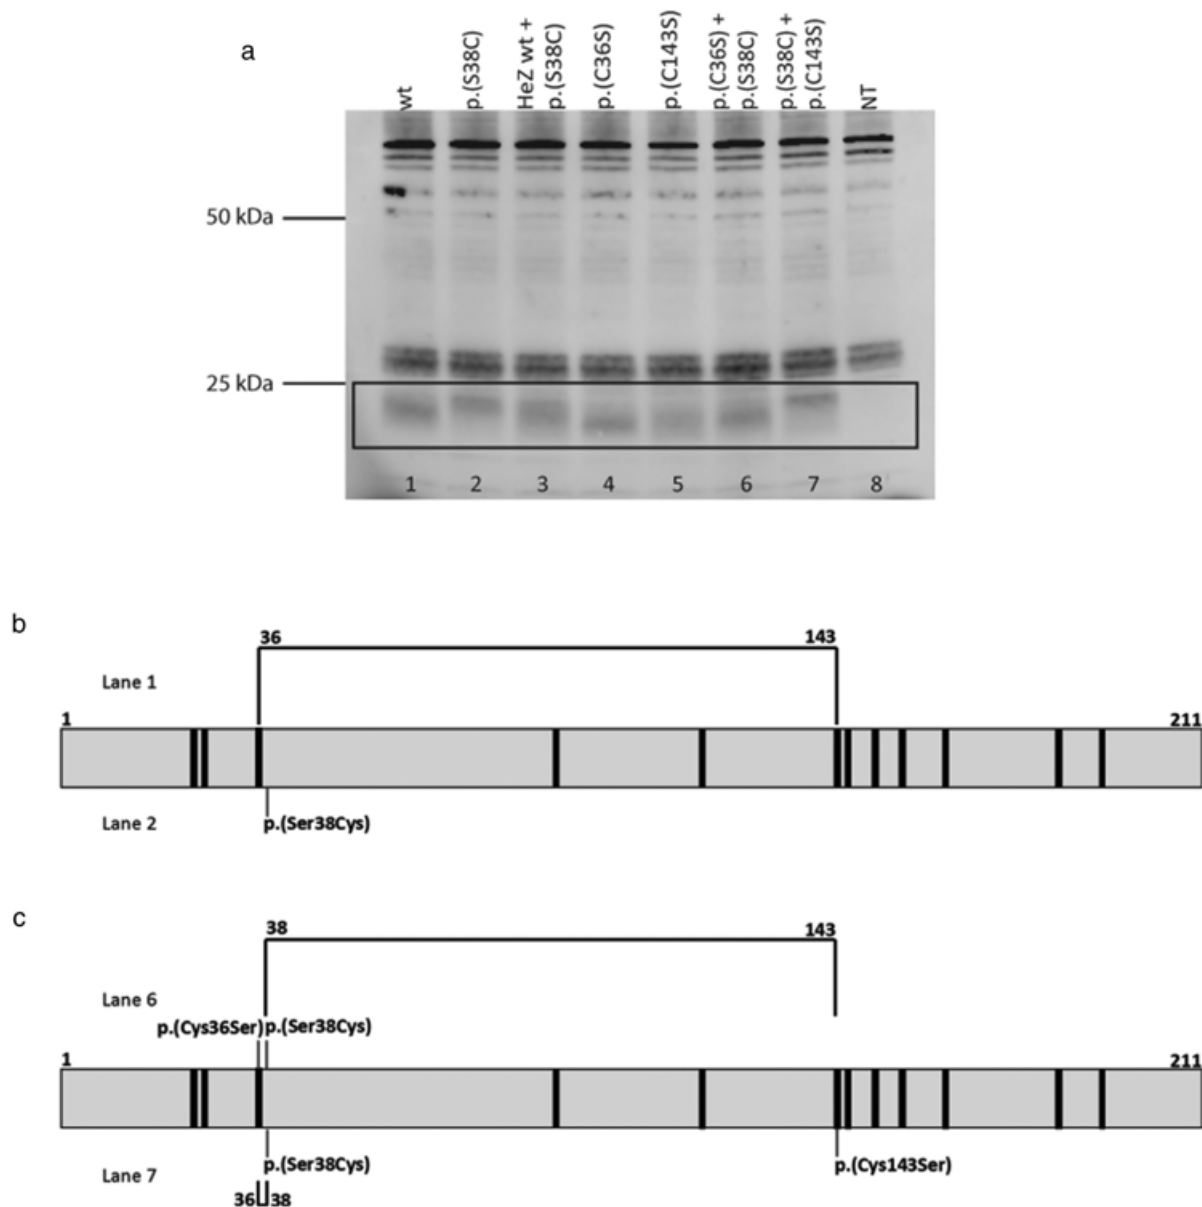 a
wt
p.(S38C)
HeZ wt +
p.(S38C)
p.(C36S)
p.(C143S)
p.(C36S) +
p.(S38C)
p.(S38C) +
p.(C143S)
NT
50 kDa
25 kDa
1 2 3 4 5 6 7 8
b
36 143
Lane 1
1 211
Lane 2
p.(Ser38Cys)
c
38 143
Lane 6
p.(Cys36Ser) p.(Ser38Cys)
1 211
p.(Ser38Cys) p.(Cys143Ser)
Lane 7
36 38